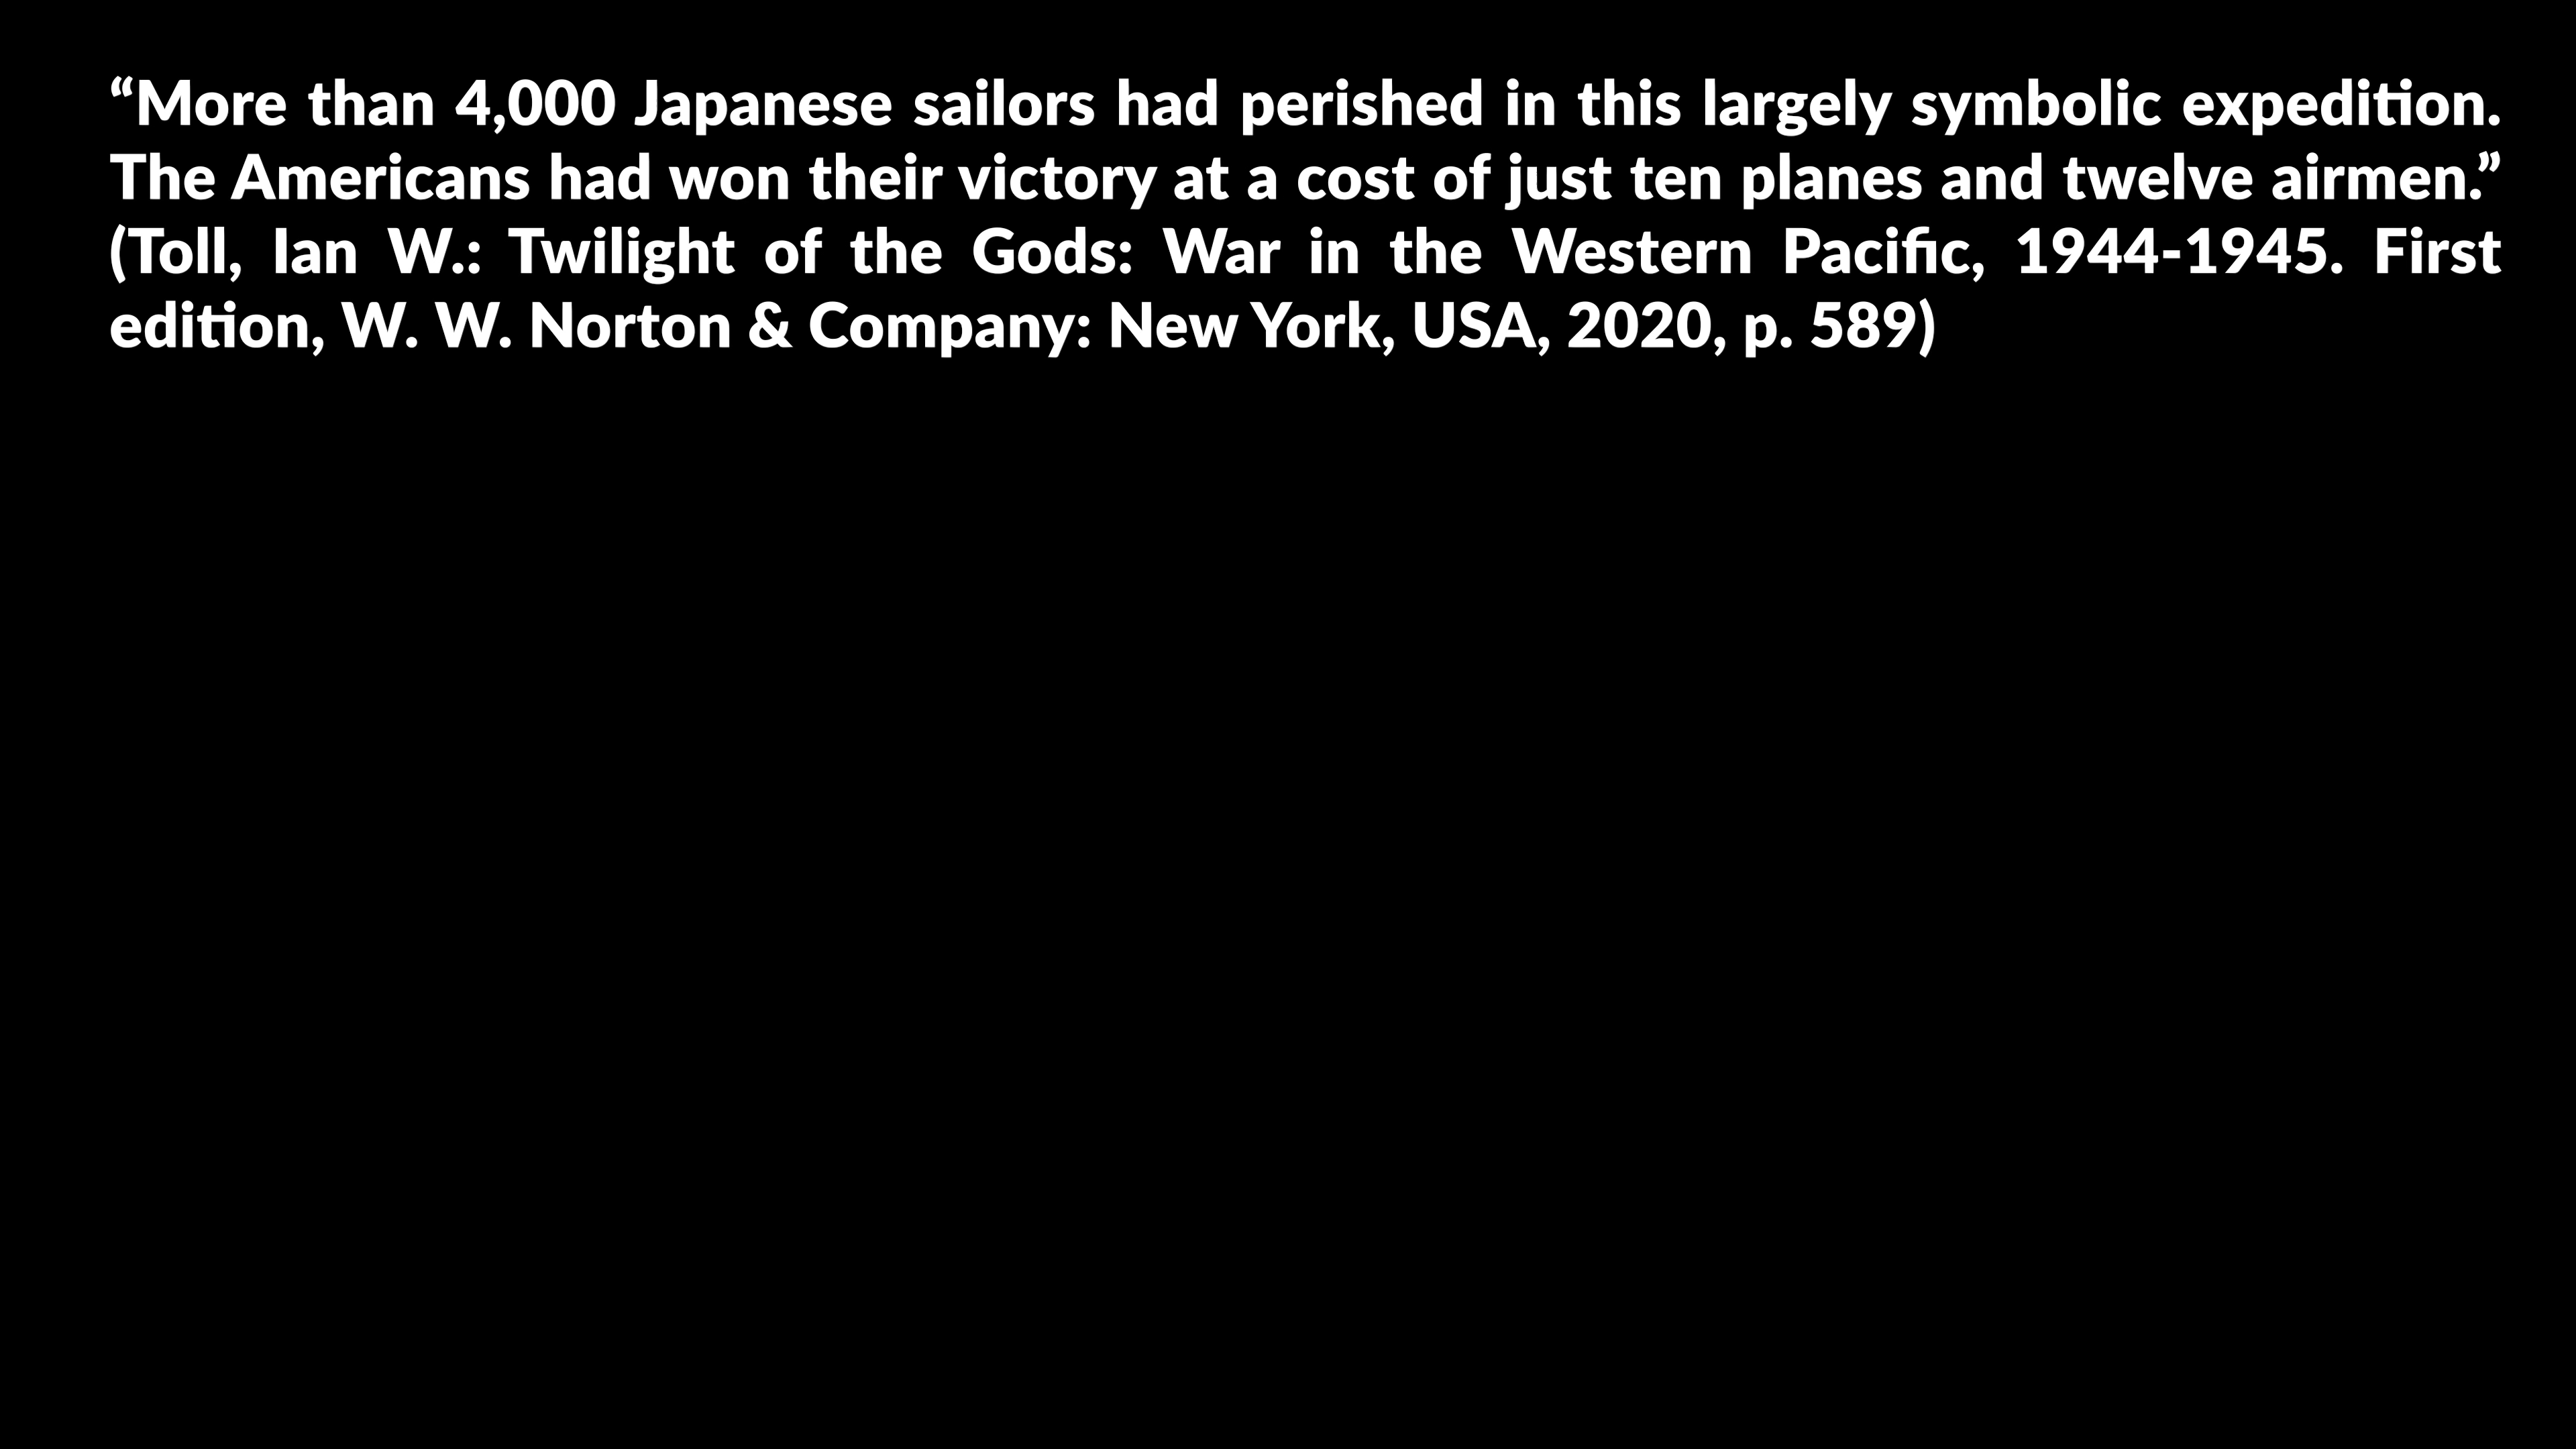 “More than 4,000 Japanese sailors had perished in this largely symbolic expedition.
The Americans had won their victory at a cost of just ten planes and twelve airmen.”
(Toll, Ian W.: Twilight of the Gods: War in the Western Pacific, 1944-1945. First
edition, W. W. Norton & Company: New York, USA, 2020, p. 589)